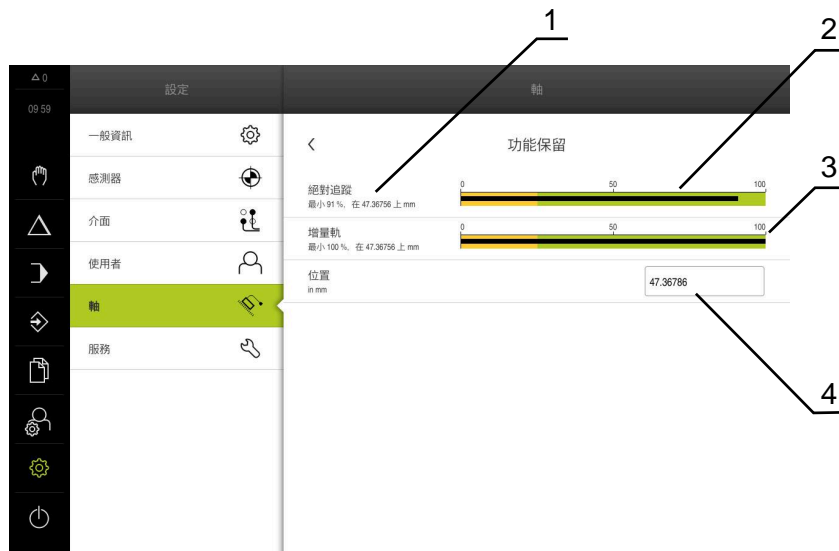 1
2
△ 0
設定
軸
09 59
一般資訊
功能保留
感測器
絕對追蹤
0 50 100
最小 91 %, 在 47.36756 上 mm
3
介面
增量軌
0 50 100
最小 100 %, 在 47.36756 上 mm
使用者
位置
in mm
47.36786
軸
服務
4